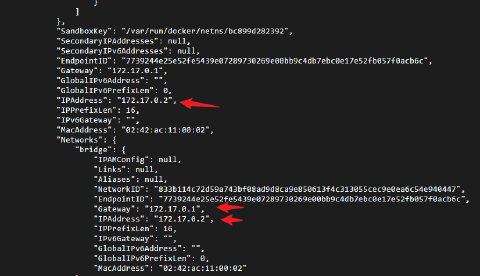 }
]
},
"SandboxKey": "/var/run/docker/netns/bc899d282392",
"SecondaryIPAddresses": null,
"SecondaryIPv6Addresses": null,
"EndpointID": "7739244e25e52fe5439e07289730269e00bb9c4db7ebc0e17e52fb057f0acb6c",
"Gateway": "172.17.0.1",
"GlobalIPv6Address": "",
"GlobalIPv6PrefixLen": 0,
"IPAddress": "172.17.0.2",
"IPPrefixLen": 16,
"IPv6Gateway": "",
"MacAddress": "02:42:ac:11:00:02",
"Networks": {
"bridge": {
"IPAMConfig": null,
"Links": null,
"Aliases": null,
"NetworkID": "833b114c72d59a743bf08ad9d8ca9e850613f4c313055cec9e0ea6c54e940447",
"EndpointID": "7739244e25e52fe5439e07289730269e00bb9c4db7ebc0e17e52fb057f0acb6c",
"Gateway": "172.17.0.1",
"IPAddress": "172.17.0.2",
"IPPrefixLen": 16,
"IPv6Gateway": "",
"GlobalIPv6Address": "",
"GlobalIPv6PrefixLen": 0,
"MacAddress": "02:42:ac:11:00:02"